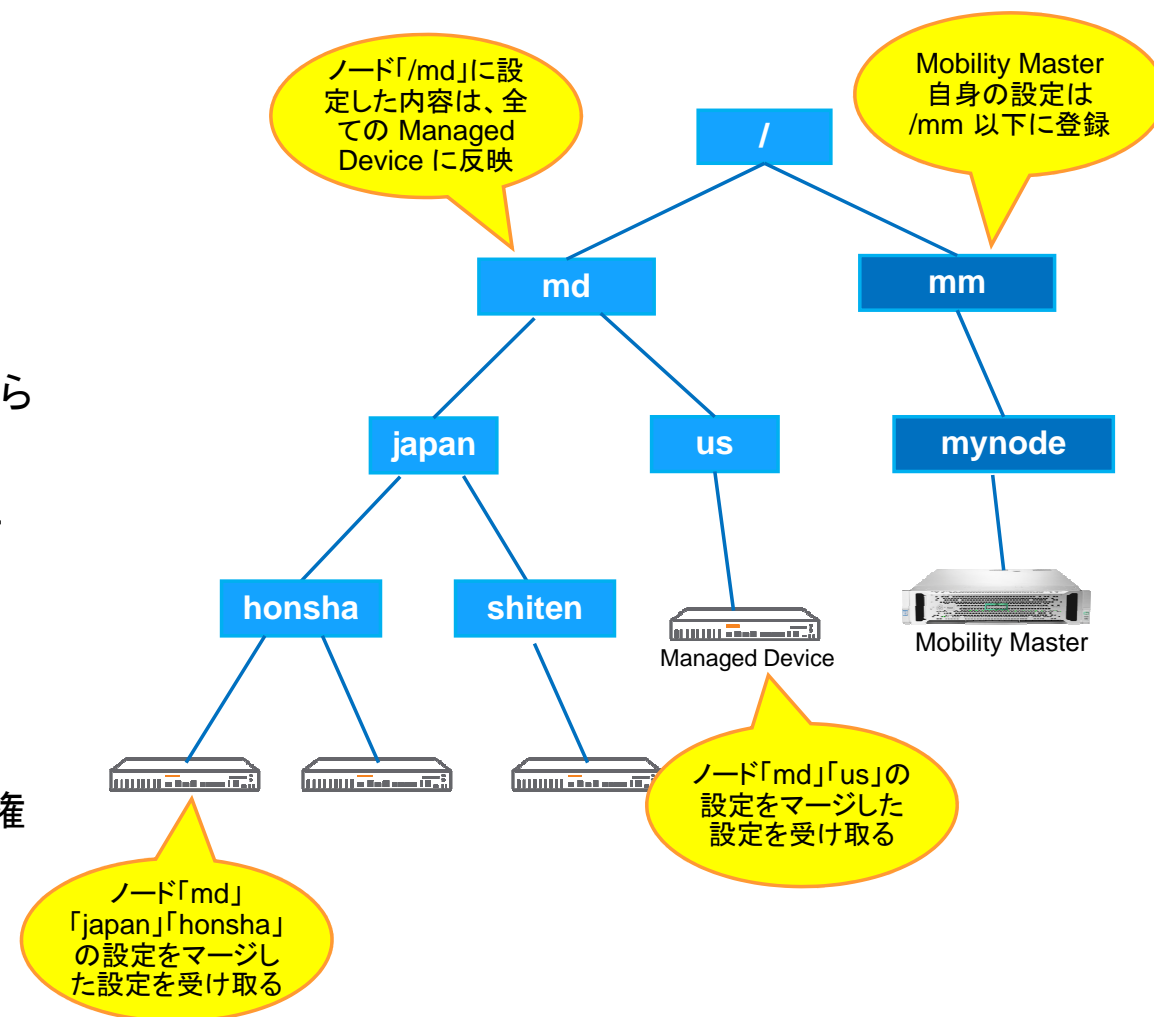 ノード「/md」に設
定した内容は、全
ての Managed
Device に反映
Mobility Master
自身の設定は
/mm 以下に登録
/
md
mm
ら
japan
us
mynode
honsha
shiten
Managed Device
Mobility Master
権
ノード「md」「us」の
設定をマージした
設定を受け取る
ノード「md」
「japan」「honsha」
の設定をマージし
た設定を受け取る